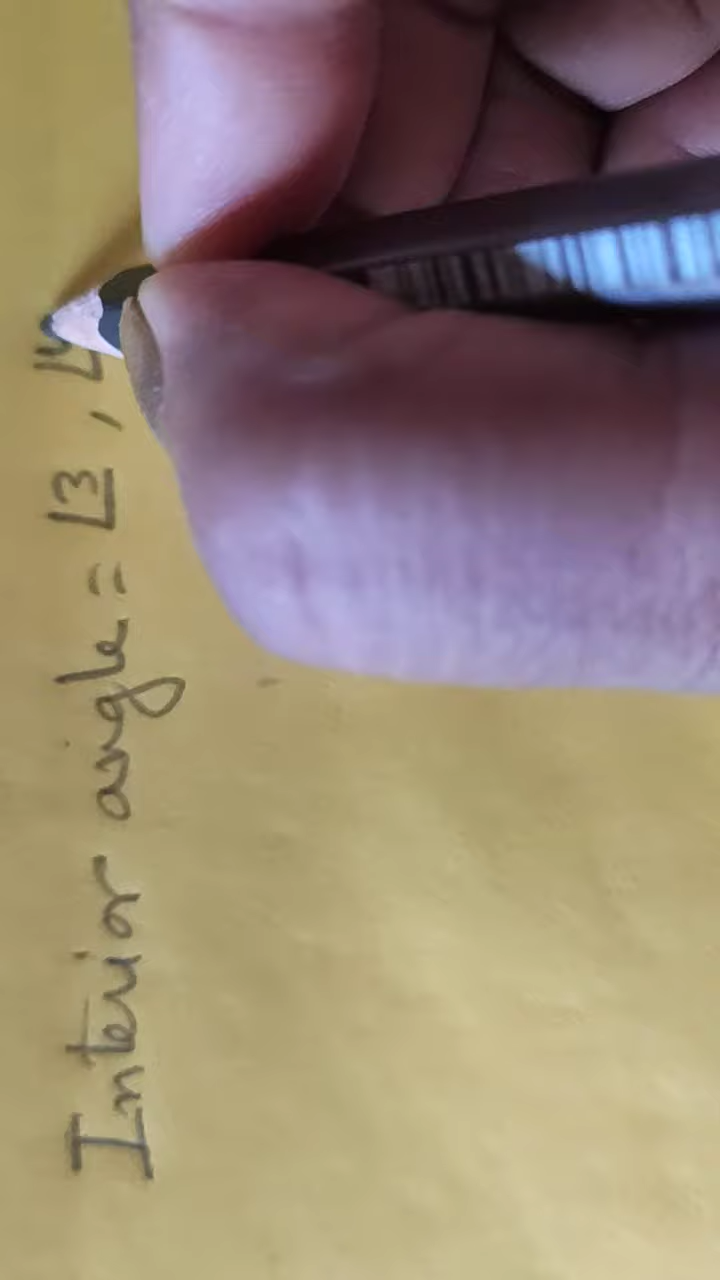 Interior angle = ∠3, ∠4